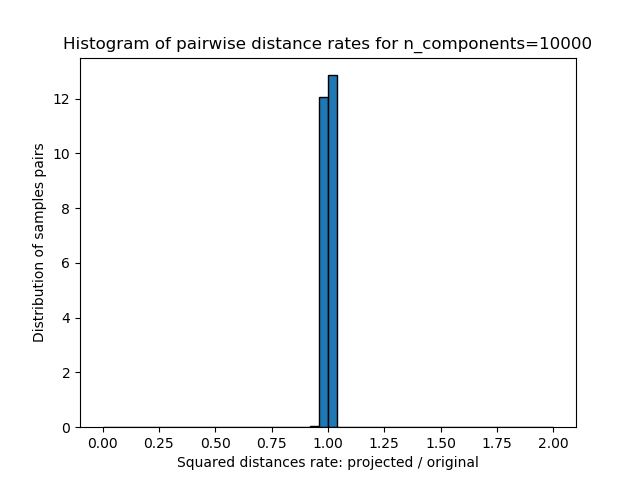 Histogram of pairwise distance rates for n_components=10000
12
10
8
6
4
2
0
Distribution of samples pairs
0.00 0.25 0.50 0.75 1.00 1.25 1.50 1.75 2.00
Squared distances rate: projected / original